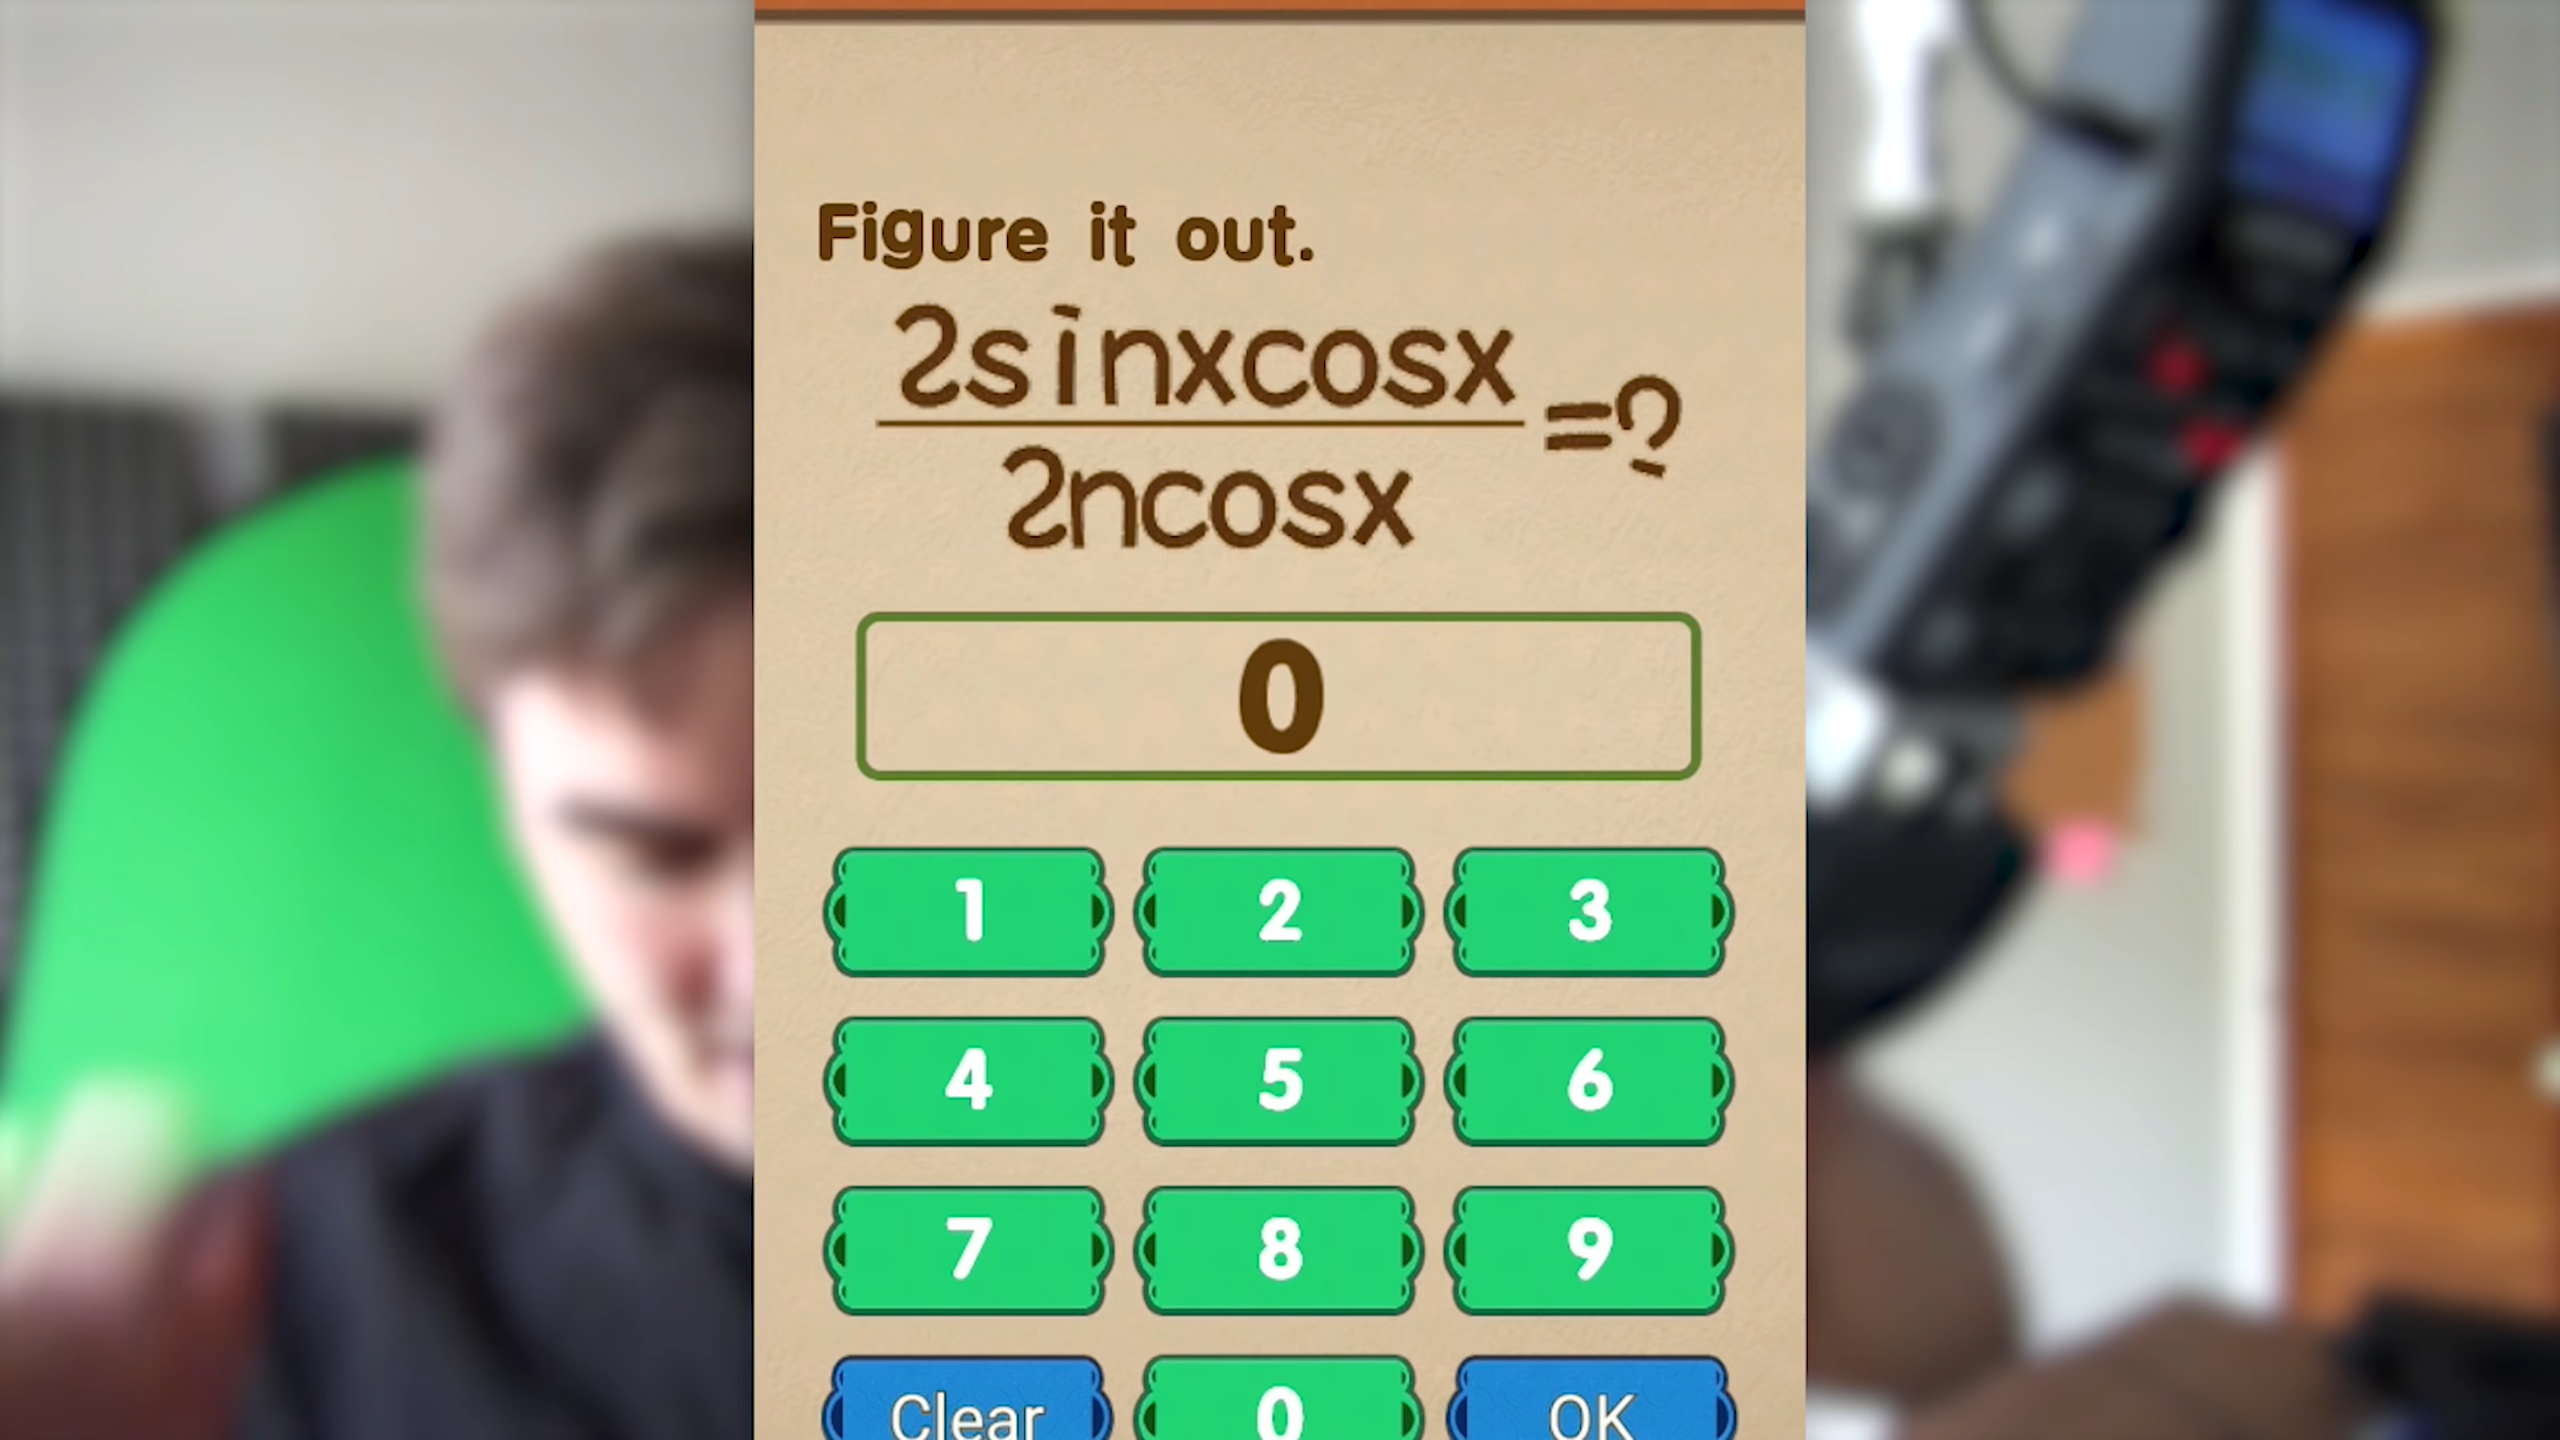 Figure it out.
2sinxcosx
2ncosx
=?
0
1 2 3
4 5 6
7 8 9
Clear 0 OK